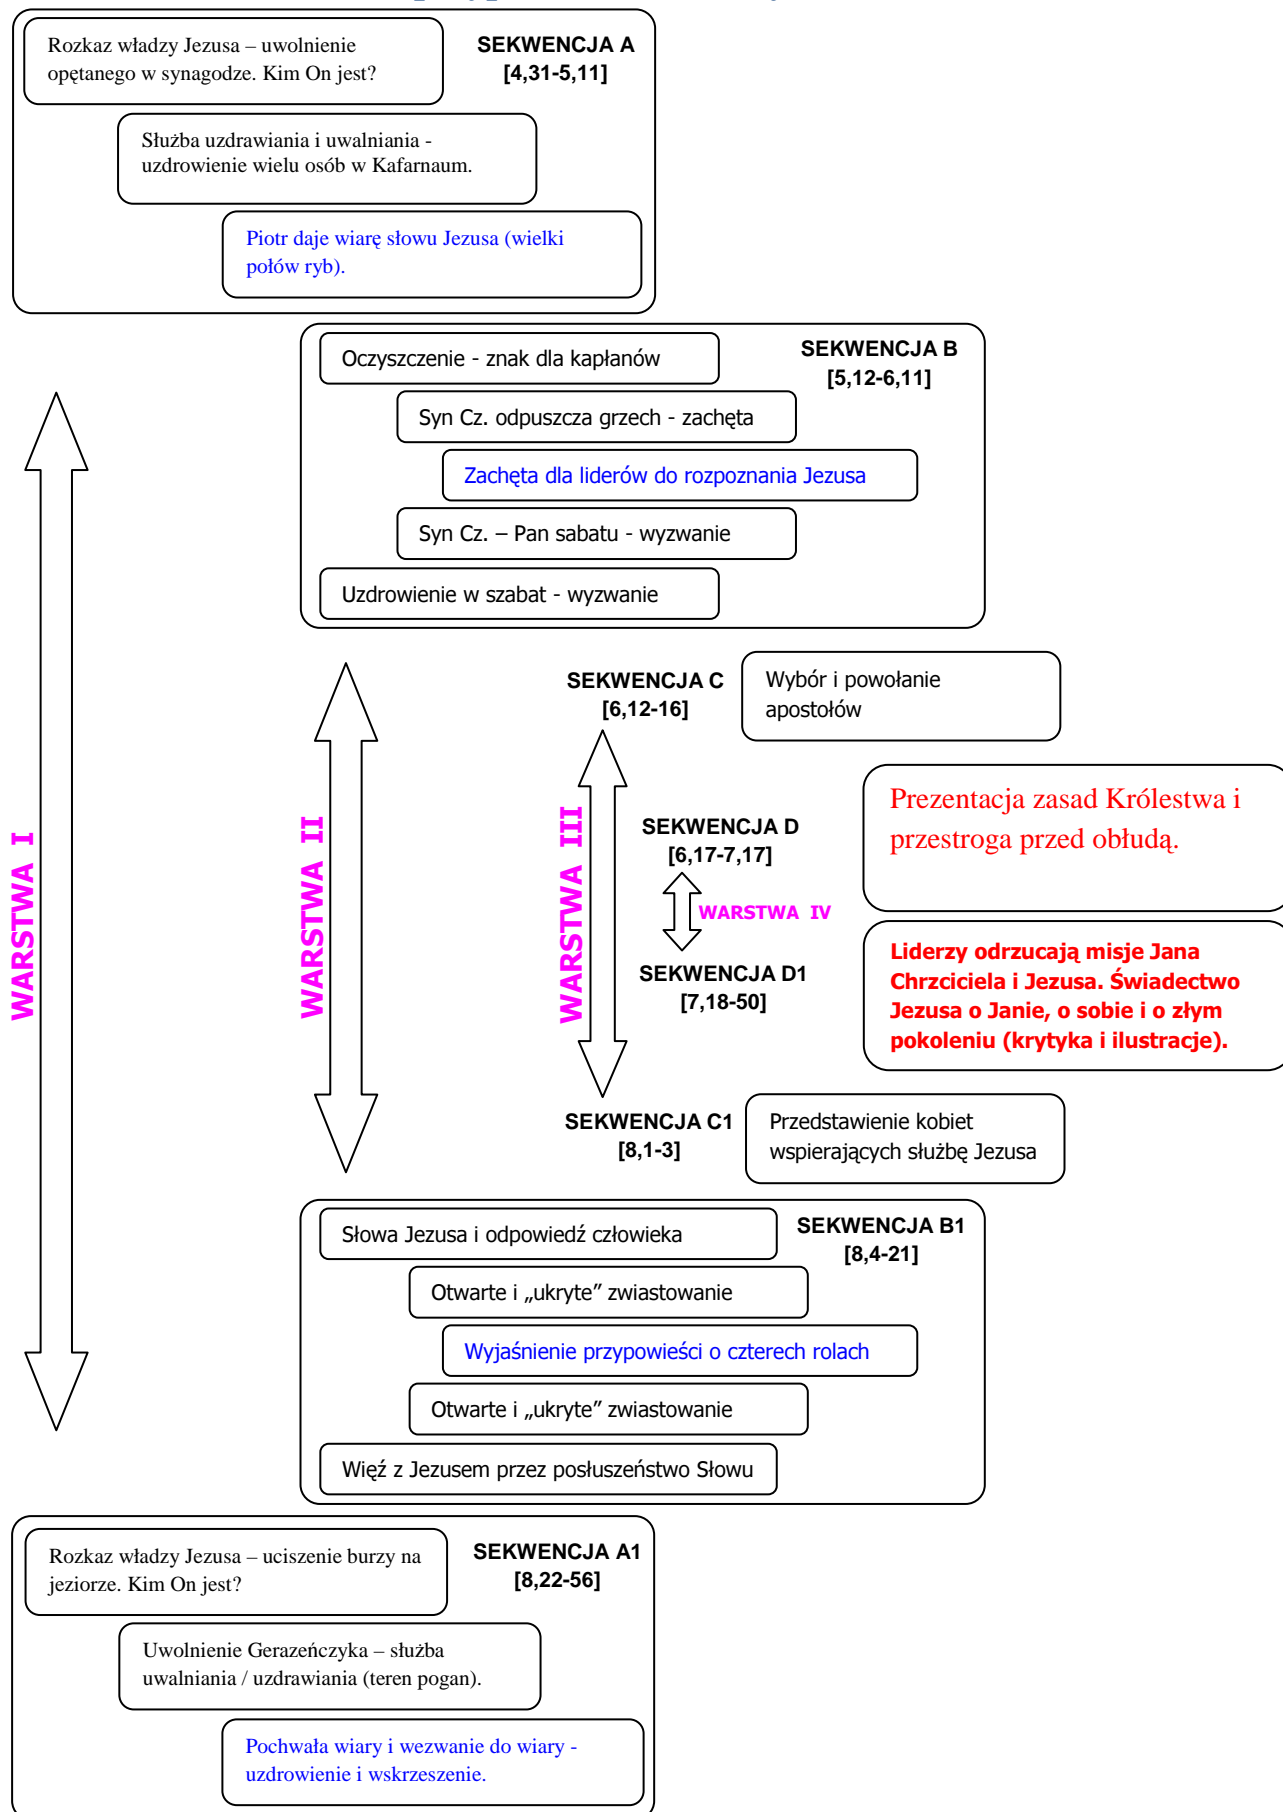 Rozkaz władzy Jezusa – uwolnienie
opętanego w synagodze. Kim On jest?
SEKWENCJA A
[4,31-5,11]
Służba uzdrawiania i uwalniania -
uzdrowienie wielu osób w Kafarnaum.
Piotr daje wiarę słowu Jezusa (wielki
połów ryb).
SEKWENCJA B
[5,12-6,11]
Oczyszczenie - znak dla kapłanów
Syn Cz. odpuszcza grzech - zachęta
Zachęta dla liderów do rozpoznania Jezusa
Syn Cz. – Pan sabatu - wyzwanie
Uzdrowienie w szabat - wyzwanie
WARSTWA I
WARSTWA II
WARSTWA III
SEKWENCJA C
[6,12-16]
Wybór i powołanie
apostołów
SEKWENCJA D
[6,17-7,17]
Prezentacja zasad Królestwa i
przestroga przed obłudą.
WARSTWA IV
SEKWENCJA D1
[7,18-50]
Liderzy odrzucają misje Jana
Chrzciciela i Jezusa. Świadectwo
Jezusa o Janie, o sobie i o złym
pokoleniu (krytyka i ilustracje).
SEKWENCJA C1
[8,1-3]
Przedstawienie kobiet
wspierających służbę Jezusa
SEKWENCJA B1
[8,4-21]
Słowa Jezusa i odpowiedź człowieka
Otwarte i „ukryte” zwiastowanie
Wyjaśnienie przypowieści o czterech rolach
Otwarte i „ukryte” zwiastowanie
Więź z Jezusem przez posłuszeństwo Słowu
Rozkaz władzy Jezusa – uciszenie burzy na
jeziorze. Kim On jest?
SEKWENCJA A1
[8,22-56]
Uwolnienie Gerazeńczyka – służba
uwalniania / uzdrawiania (teren pogan).
Pochwała wiary i wezwanie do wiary -
uzdrowienie i wskrzeszenie.